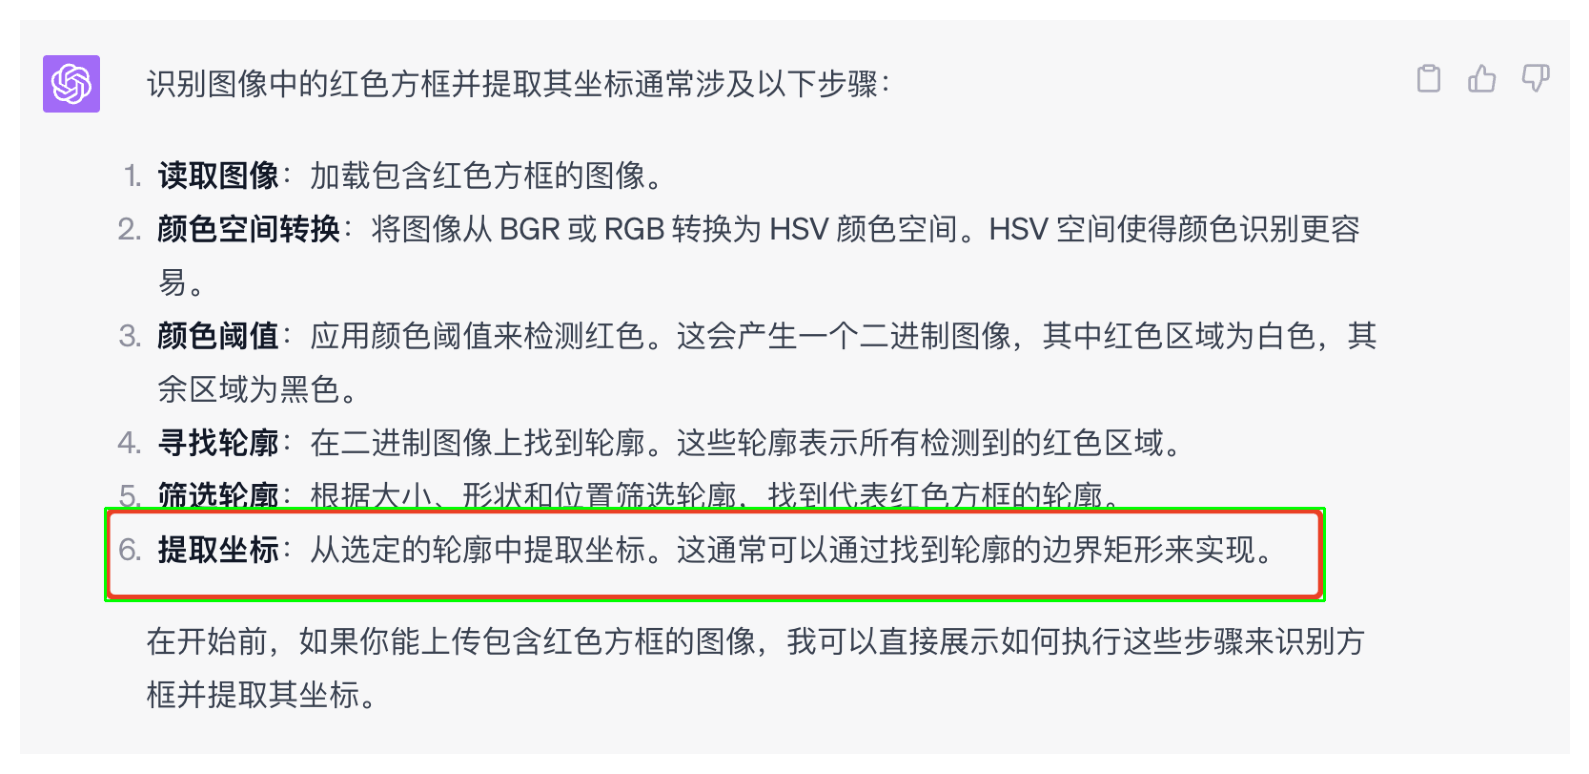 识别图像中的红色方框并提取其坐标通常涉及以下步骤：
1. 读取图像：加载包含红色方框的图像。
2. 颜色空间转换：将图像从 BGR 或 RGB 转换为 HSV 颜色空间。HSV 空间使得颜色识别更容
易。
3. 颜色阈值：应用颜色阈值来检测红色。这会产生一个二进制图像，其中红色区域为白色，其
余区域为黑色。
4. 寻找轮廓：在二进制图像上找到轮廓。这些轮廓表示所有检测到的红色区域。
5. 筛选轮廓：根据大小、形状和位置筛选轮廓，找到代表红色方框的轮廓。
6. 提取坐标：从选定的轮廓中提取坐标。这通常可以通过找到轮廓的边界矩形来实现。
在开始前，如果你能上传包含红色方框的图像，我可以直接展示如何执行这些步骤来识别方
框并提取其坐标。